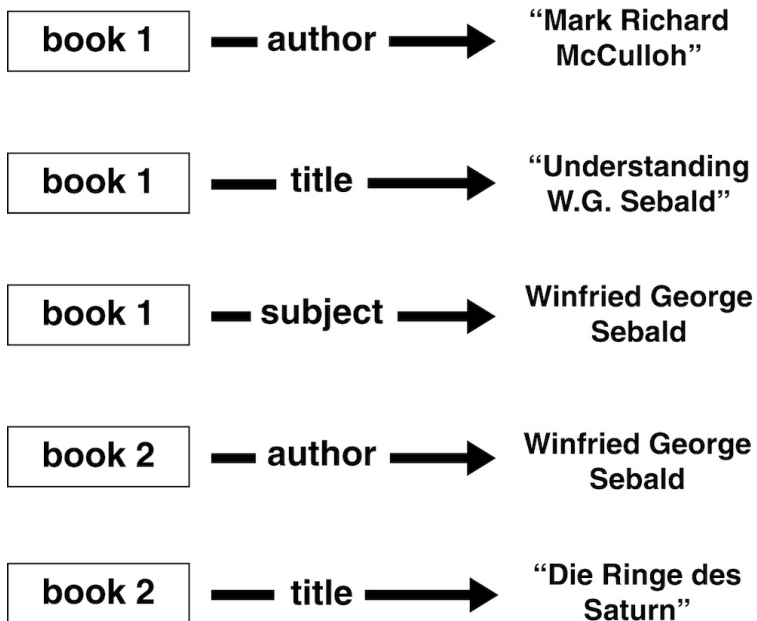 book 1 author “Mark Richard
McCulloh”
book 1 title “Understanding
W.G. Sebald”
book 1 subject Winfried George
Sebald
book 2 author Winfried George
Sebald
book 2 title “Die Ringe des
Saturn”